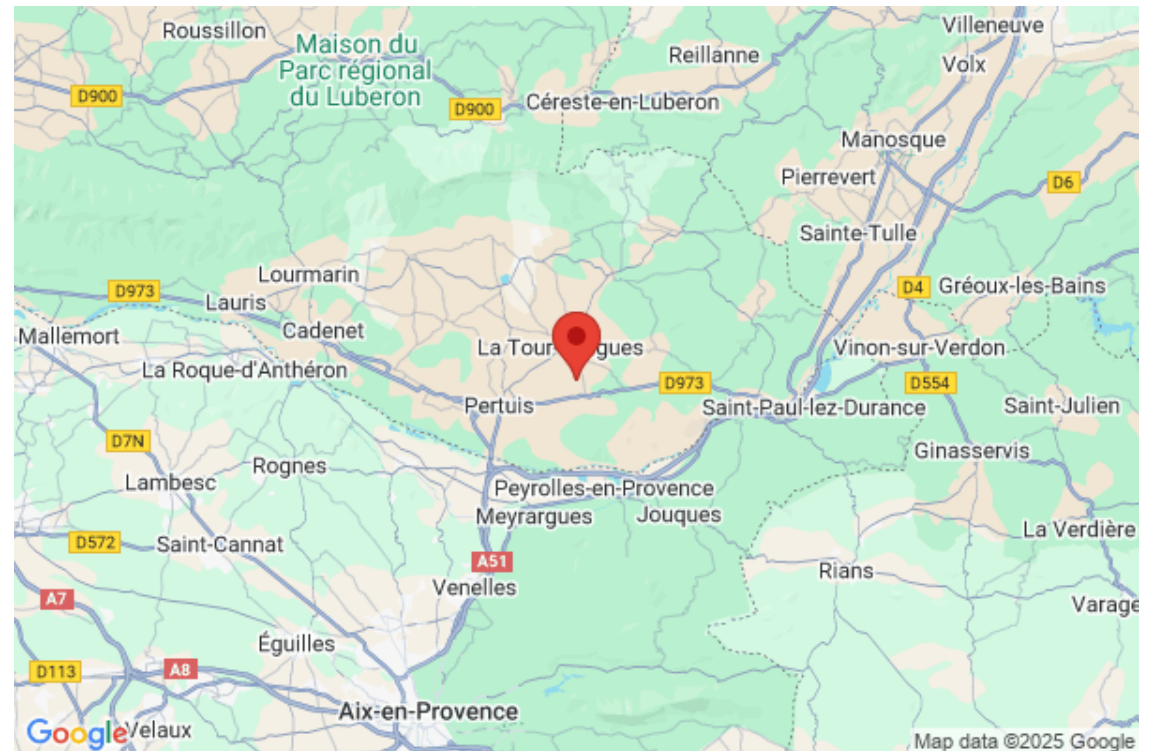 Villeneuve
Roussillon
Maison du
Parc régional
du Luberon
Reillanne
Volx
D900
D900
Céreste-en-Luberon
Manosque
Pierrevert
D6
Sainte-Tulle
Lourmarin
D4
Gréoux-les-Bains
D973
Lauris
Mallemort
Cadenet
La Tour
gues
Vinon-sur-Verdon
La Roque-d'Anthéron
D973
D554
Pertuis
Saint-Paul-lez-Durance
Saint-Julien
D7N
Ginasservis
Rognes
Lambesc
Peyrolles-en-Provence
Meyrargues
Jouques
La Verdière
D572
Saint-Cannat
A51
Rians
Venelles
A7
Varage
Éguilles
D113
A8
Aix-en-Provence
Google
Velaux
Map data ©2025 Google